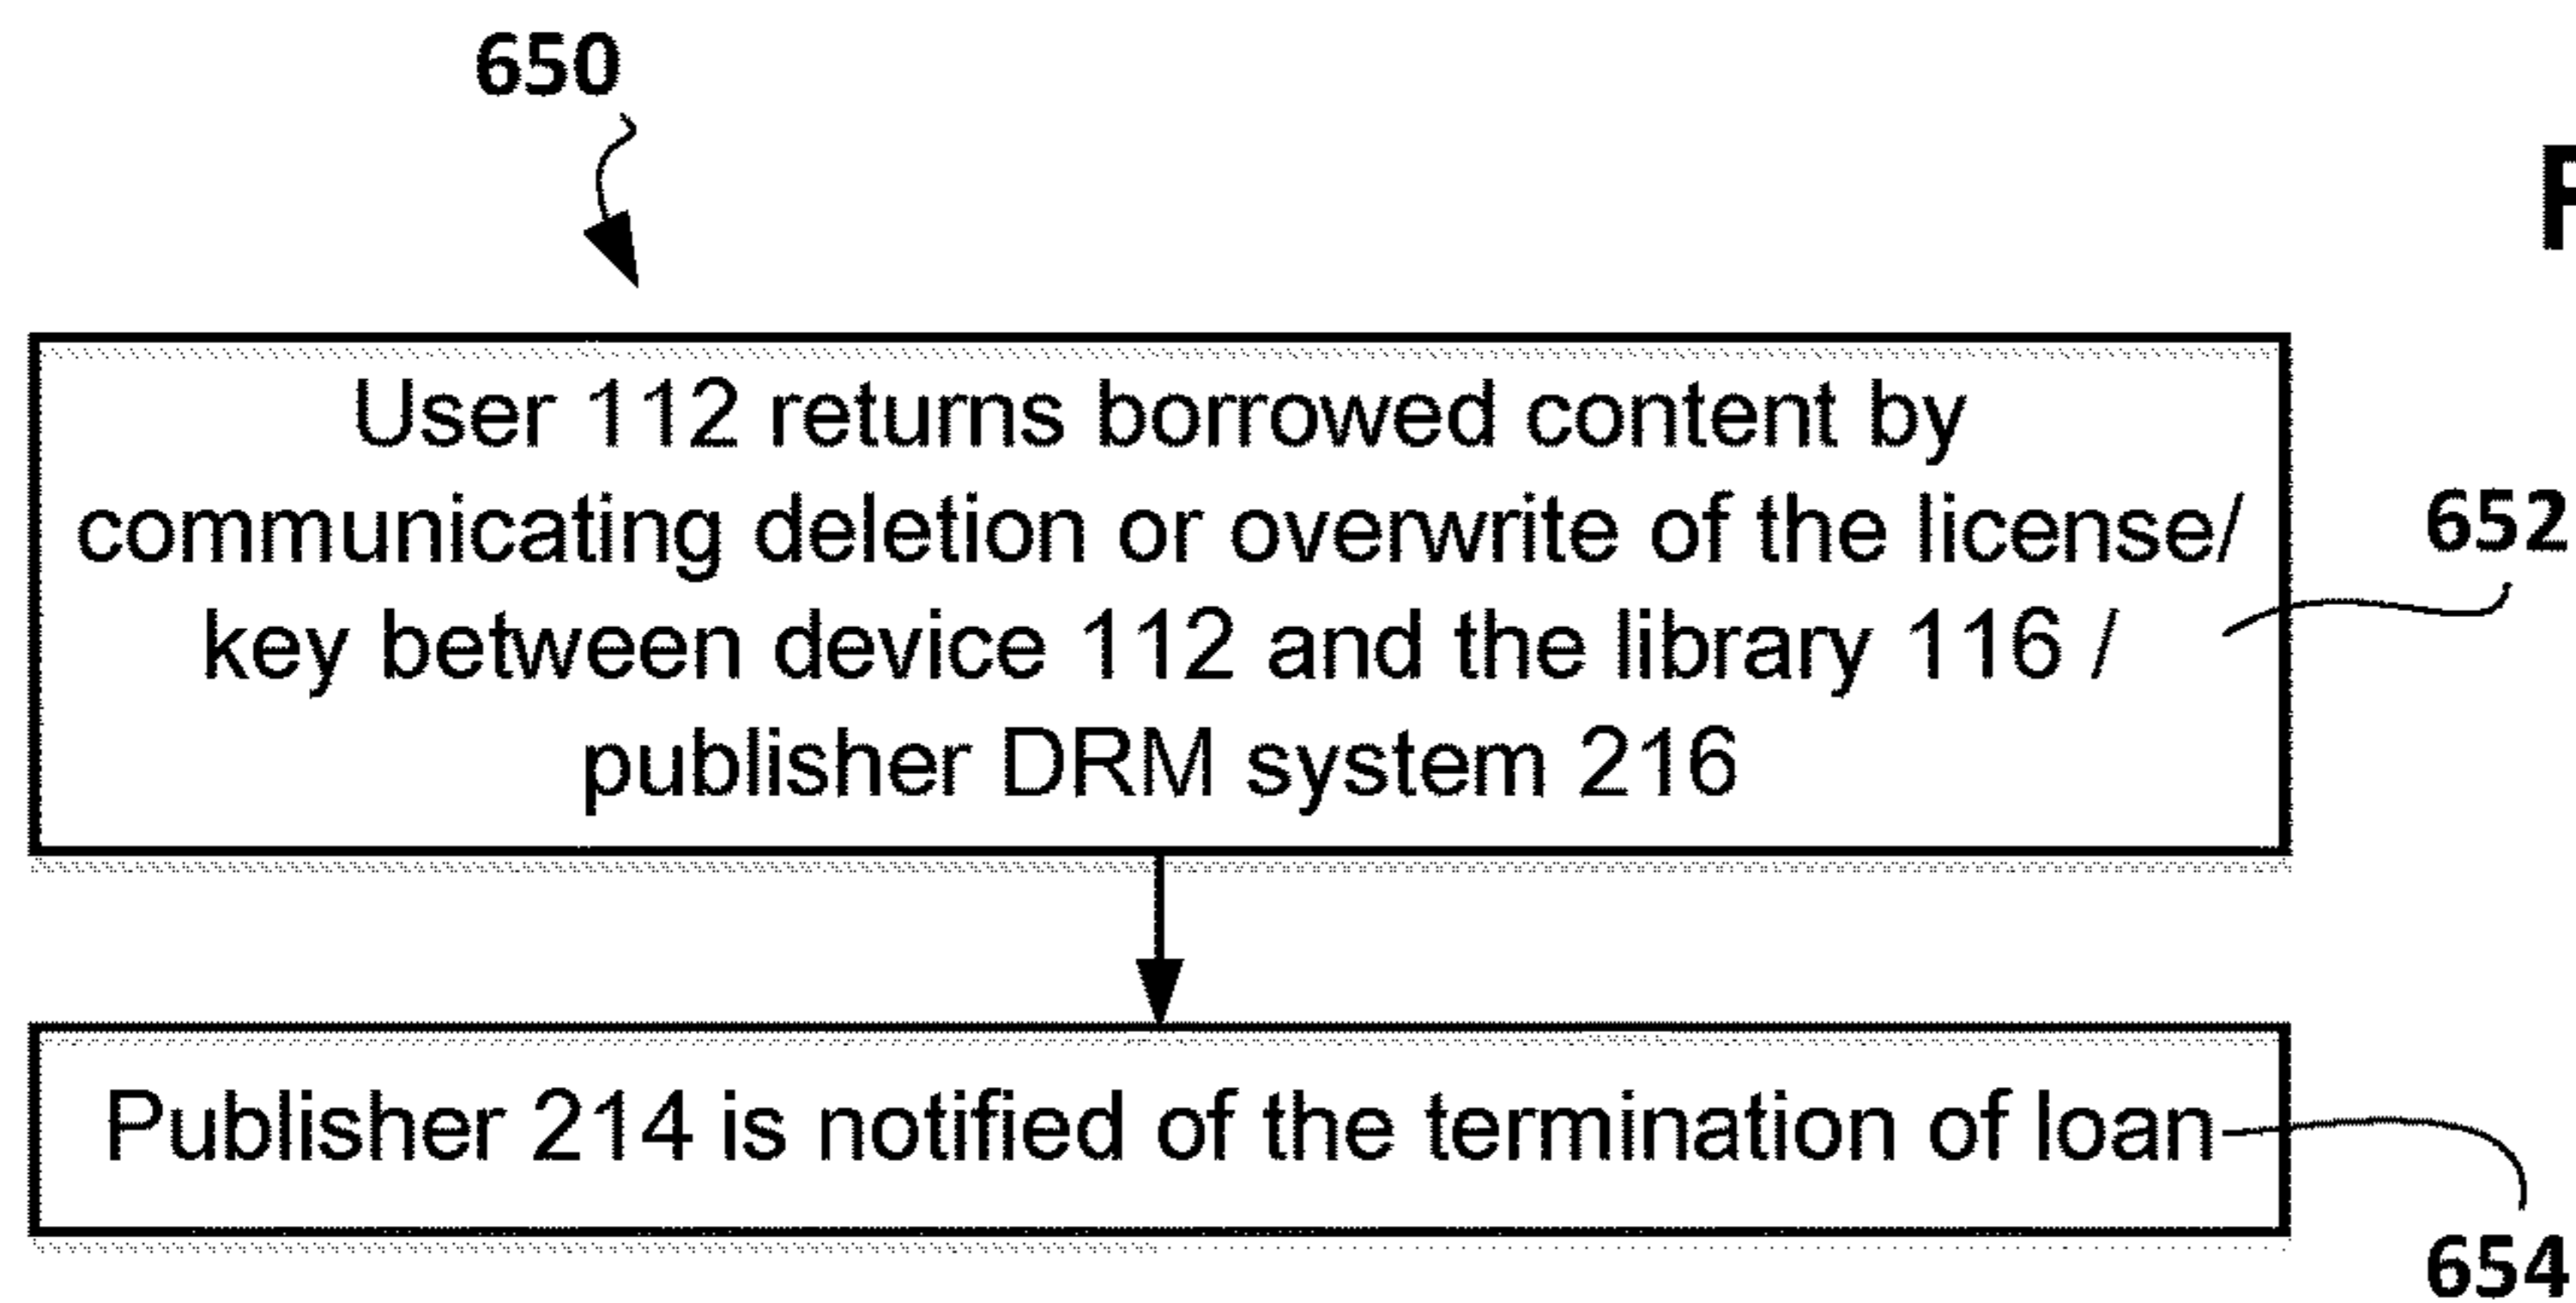 650
User 112 returns borrowed content by
communicating deletion or overwrite of the license/
key between device 112 and the library 116 /
publisher DRM system 216
652
Publisher 214 is notified of the termination of loan
654